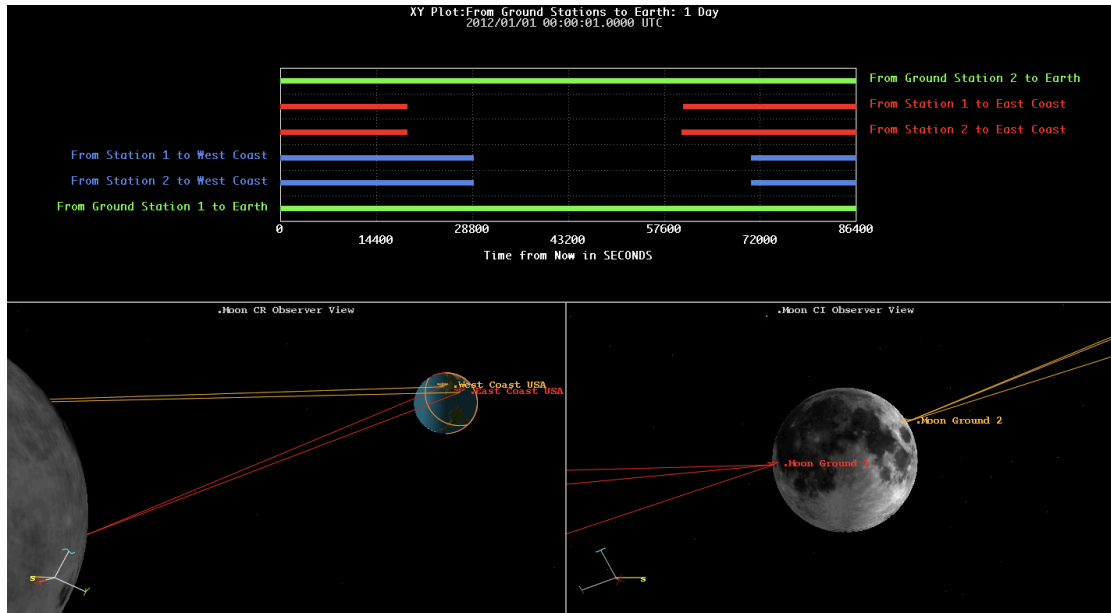 XY Plot:From Ground Stations to Earth: 1 Day
2012/01/01 00:00:01.0000 UTC
From Ground Station 2 to Earth
From Station 1 to East Coast
From Station 2 to East Coast
From Station 1 to West Coast
From Station 2 to West Coast
From Ground Station 1 to Earth
0 28800 57600 86400
14400 43200 72000
Time from Now in SECONDS
.Moon CR Observer View
.West Coast USA
.East Coast USA
S
.Moon CI Observer View
.Moon Ground 2
.Moon Ground
S